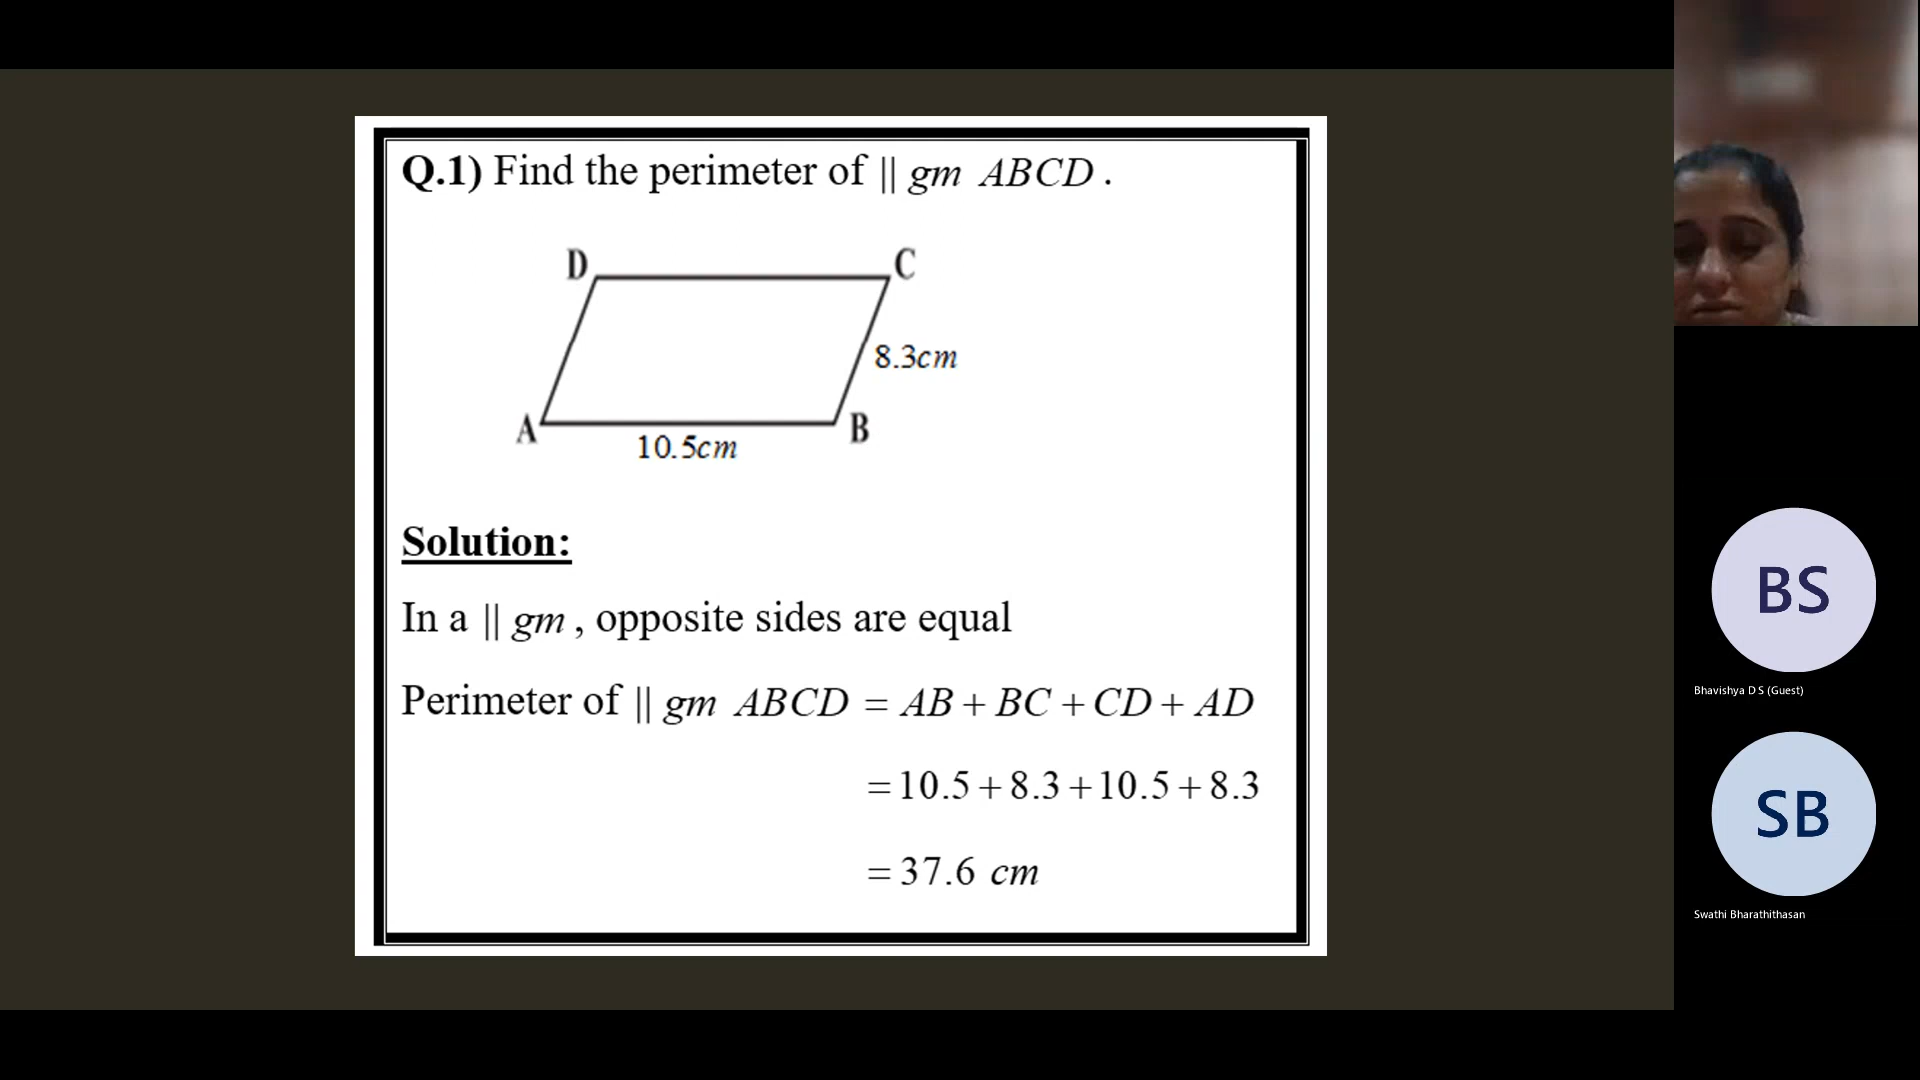 Q.1) Find the perimeter of || gm ABCD .
D
C
8.3cm
A
B
10.5cm
Solution:
In a || gm , opposite sides are equal
Perimeter of || gm ABCD = AB + BC + CD + AD
= 10.5 + 8.3 + 10.5 + 8.3
= 37.6 cm
BS
Bhavishya D S (Guest)
SB
Swathi Bharathithasan